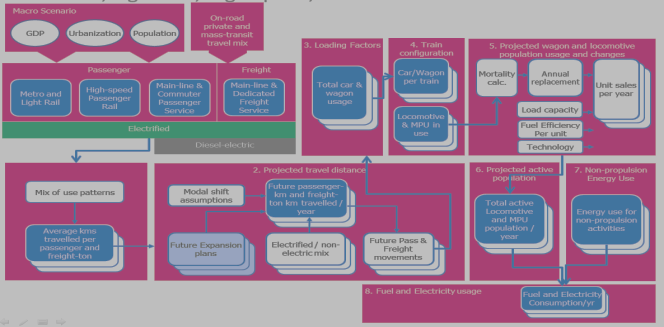 Macro Scenario
GDP
Urbanization
Population
On-road
private and
mass-transit
travel mix
Passenger
Freight
Metro and
Light Rail
High-speed
Passenger
Rail
Main-line &
Commuter
Passenger
Service
Main-line &
Dedicated
Freight
Service
Electrified
Diesel-electric
3. Loading Factors
Total car &
wagon
usage
4. Train
configuration
Car/Wagon
per train
Locomotive
& MPU in
use
5. Projected wagon and locomotive
population usage and changes
Mortality
calc.
Annual
replacement
Unit sales
per year
Load capacity
Fuel Efficiency
Per unit
Technology
Mix of use patterns
Average kms
travelled per
passenger and
freight-ton
2. Projected travel distance
Modal shift
assumptions
Future passenger-
km and freight-
ton km travelled /
year
Future Expansion
plans
Electrified / non-
electric mix
Future Pass &
Freight
movements
6. Projected active
population
Total active
Locomotive
and MPU
population /
year
7. Non-propulsion
Energy Use
Energy use for
non-propulsion
activities
8. Fuel and Electricity usage
Fuel and Electricity
Consumption/yr